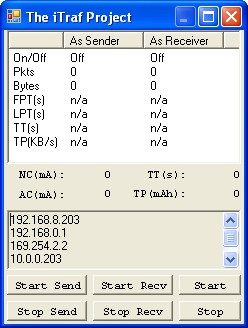 The iTraf Project
As Sender As Receiver
On/Off Off Off
Pkts 0 0
Bytes 0 0
FPT(s) n/a n/a
LPT(s) n/a n/a
TT(s) n/a n/a
TP(KB/s) n/a n/a
NC(mA): 0 TT(s): 0
AC(mA): 0 TP(mAh): 0
192.168.8.203
192.168.0.1
169.254.2.2
10.0.0.203
Start Send Start Recv Start
Stop Send Stop Recv Stop